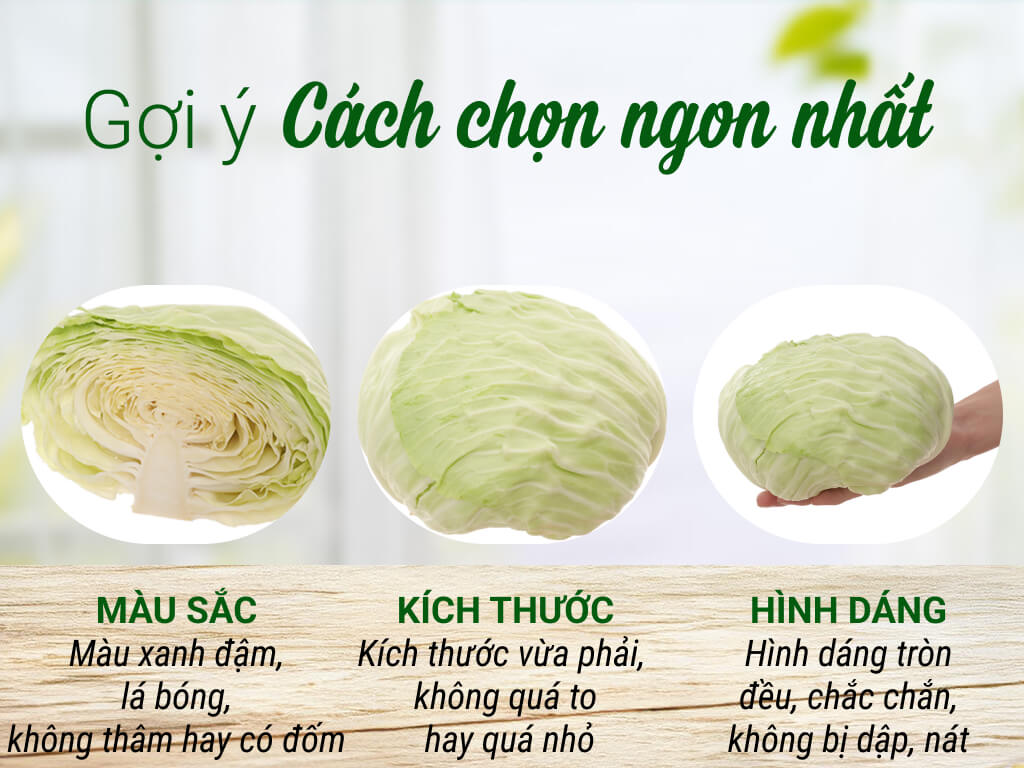 Gợi ý Cách chọn ngon nhất
MÀU SẮC
Màu xanh đậm,
lá bóng,
không thâm hay có đốm
KÍCH THƯỚC
Kích thước vừa phải,
không quá to
hay quá nhỏ
HÌNH DÁNG
Hình dáng tròn
đều, chắc chắn,
không bị dập, nát